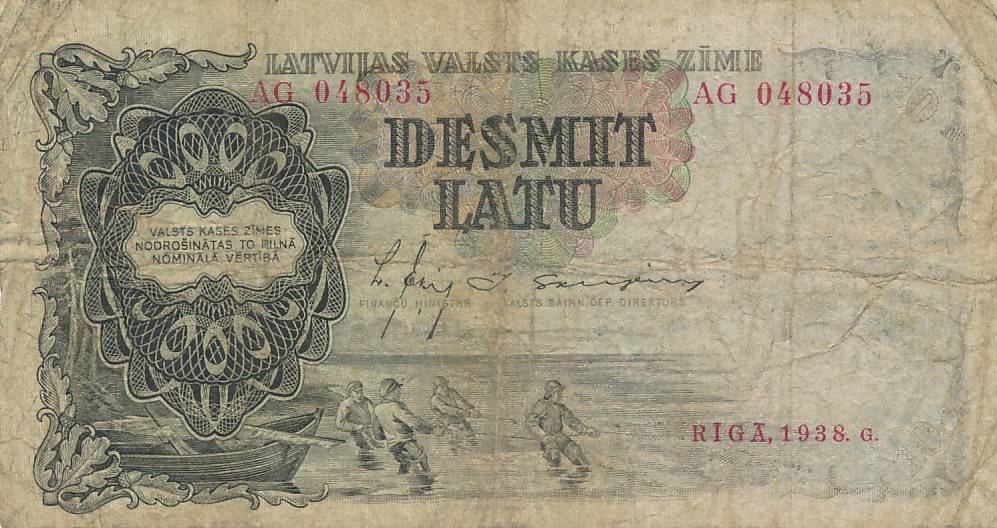 LATVIJAS VALSTS KASES ZĪME
AG 048035 AG 048035
DESMIT
LATU
VALSTS KASES ZĪMES
NODROŠINĀTAS TO PILNĀ
NOMINĀLĀ VĒRTĪBĀ
FINANČU MINISTRS VALSTS SAIMN. DEP. DIREKTORS
RĪGĀ, 1938. G.